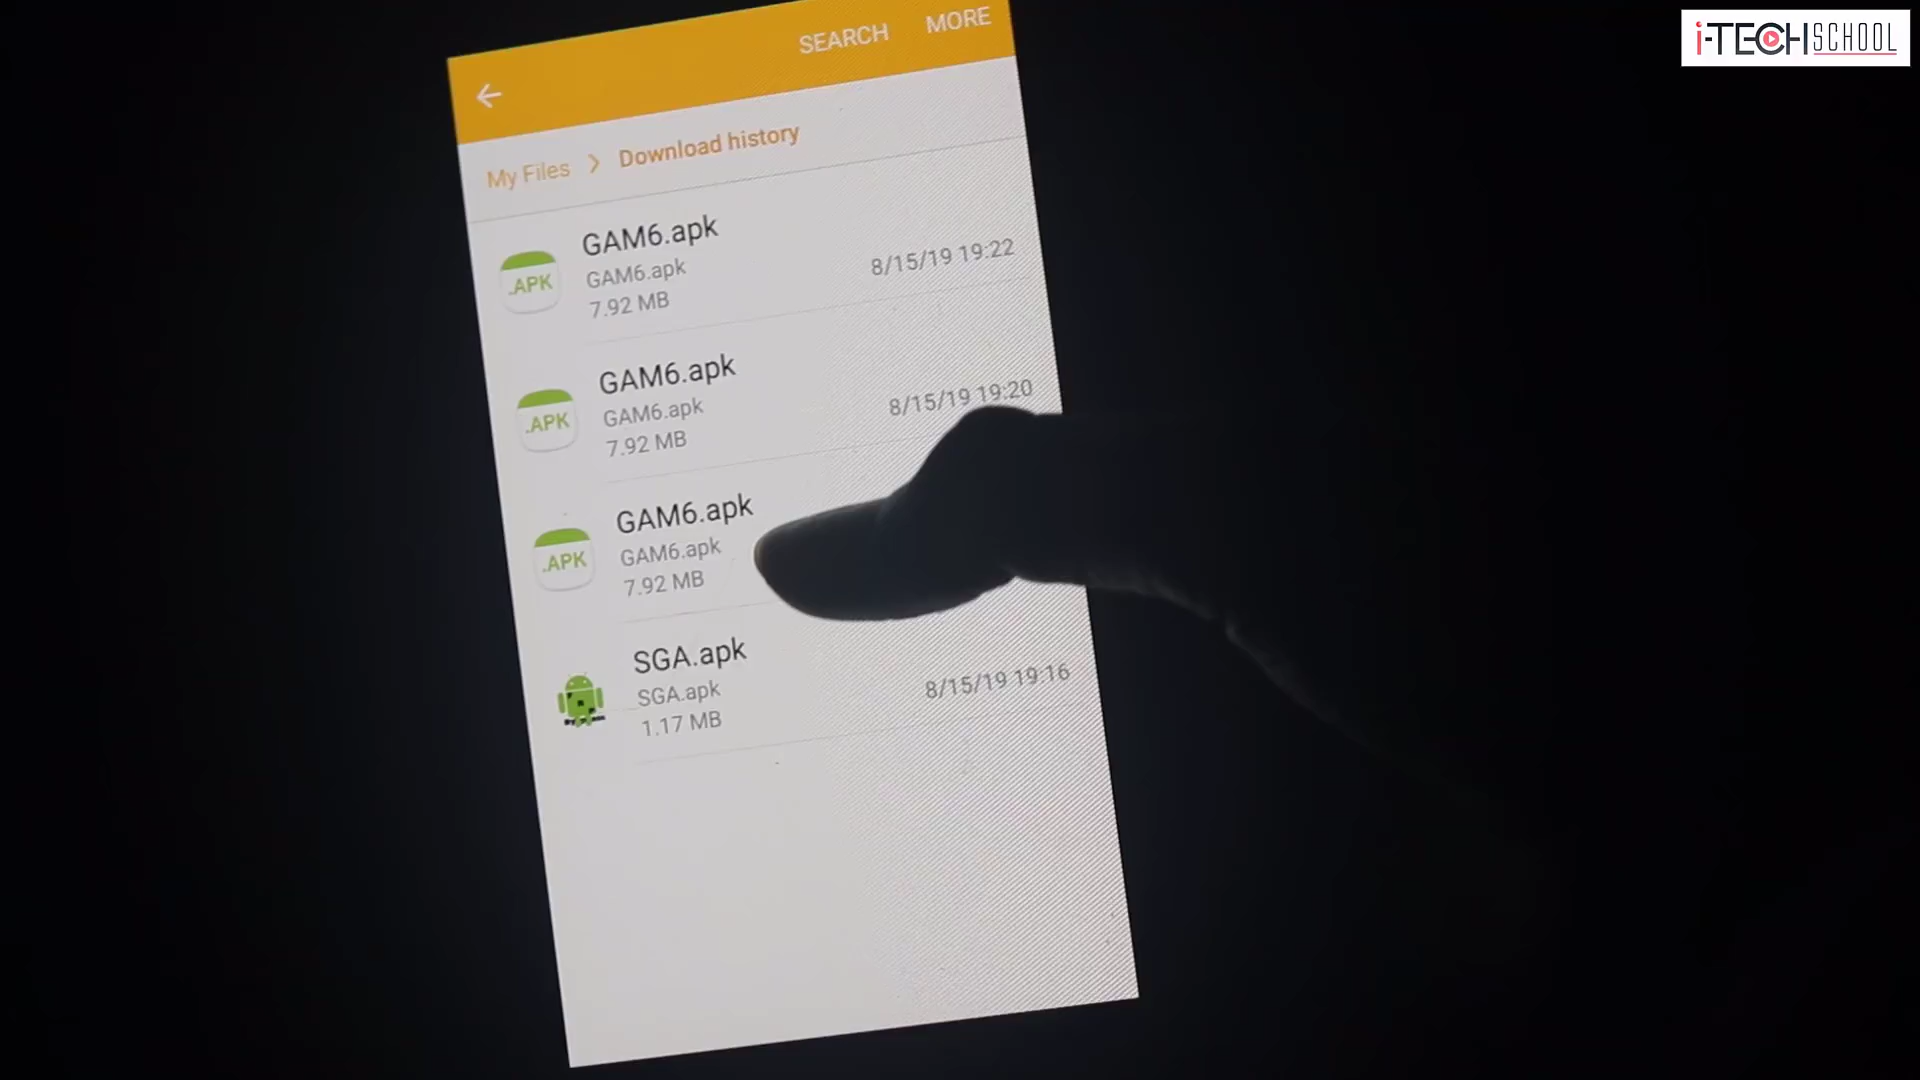 i-TECH SCHOOL
SEARCH MORE
My Files > Download history
GAM6.apk
GAM6.apk
7.92 MB
8/15/19 19:22
GAM6.apk
GAM6.apk
7.92 MB
8/15/19 19:20
GAM6.apk
GAM6.apk
7.92 MB
SGA.apk
SGA.apk
1.17 MB
8/15/19 19:16
.APK
.APK
.APK